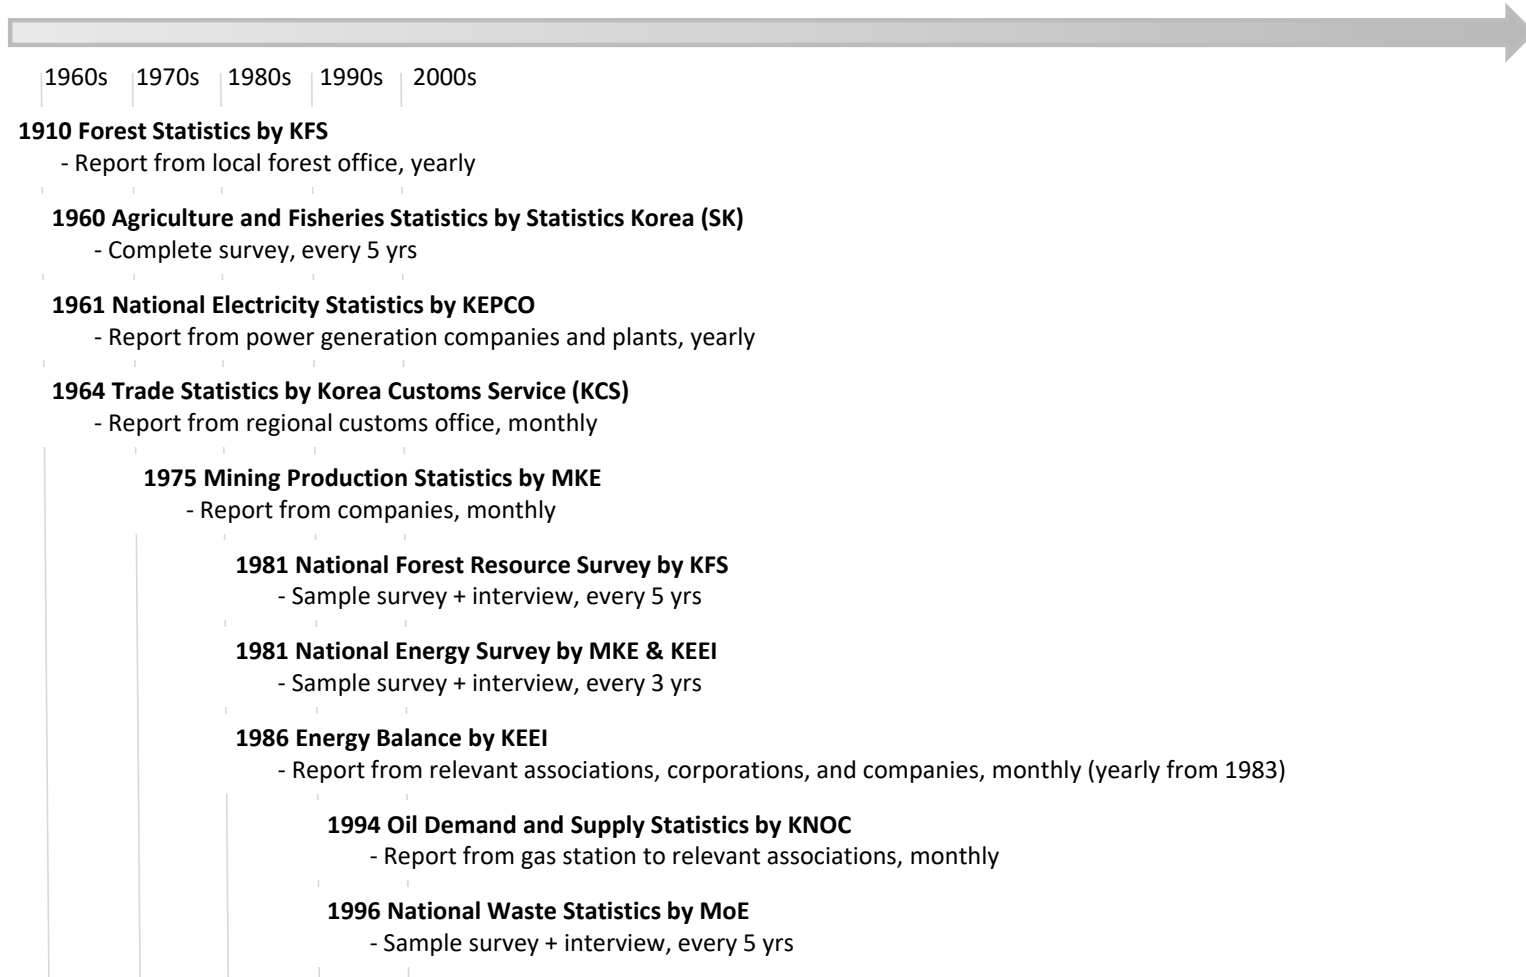 1960s 1970s 1980s 1990s 2000s
1910 Forest Statistics by KFS
- Report from local forest office, yearly
1960 Agriculture and Fisheries Statistics by Statistics Korea (SK)
- Complete survey, every 5 yrs
1961 National Electricity Statistics by KEPCO
- Report from power generation companies and plants, yearly
1964 Trade Statistics by Korea Customs Service (KCS)
- Report from regional customs office, monthly
1975 Mining Production Statistics by MKE
- Report from companies, monthly
1981 National Forest Resource Survey by KFS
- Sample survey + interview, every 5 yrs
1981 National Energy Survey by MKE & KEEI
- Sample survey + interview, every 3 yrs
1986 Energy Balance by KEEI
- Report from relevant associations, corporations, and companies, monthly (yearly from 1983)
1994 Oil Demand and Supply Statistics by KNOC
- Report from gas station to relevant associations, monthly
1996 National Waste Statistics by MoE
- Sample survey + interview, every 5 yrs